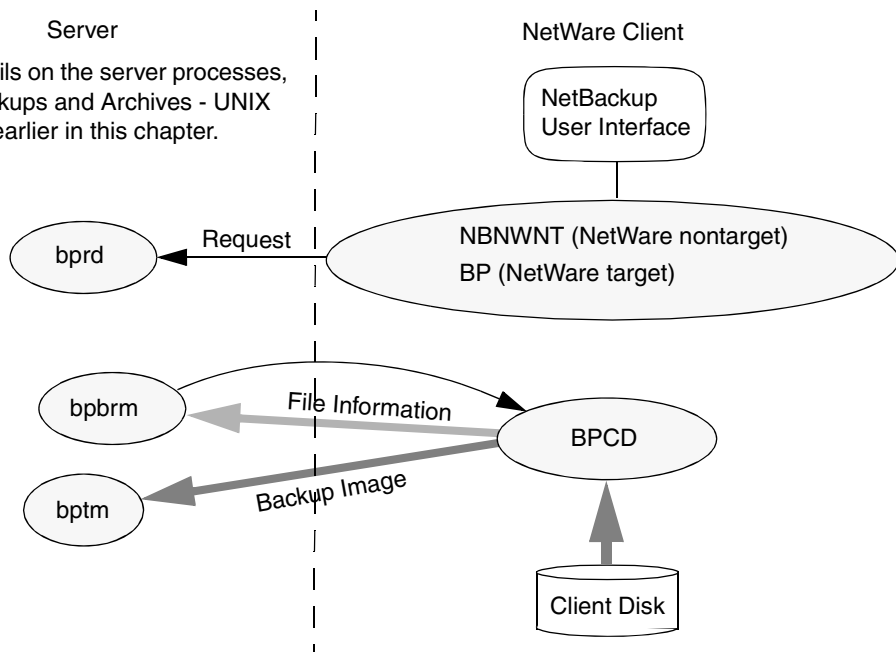 Server
ils on the server processes,
kups and Archives - UNIX
earlier in this chapter.
NetWare Client
NetBackup
User Interface
NBNWNT (NetWare nontarget)
BP (NetWare target)
Request
bprd
bpbrm
File Information
BPCD
Backup Image
bptm
Client Disk